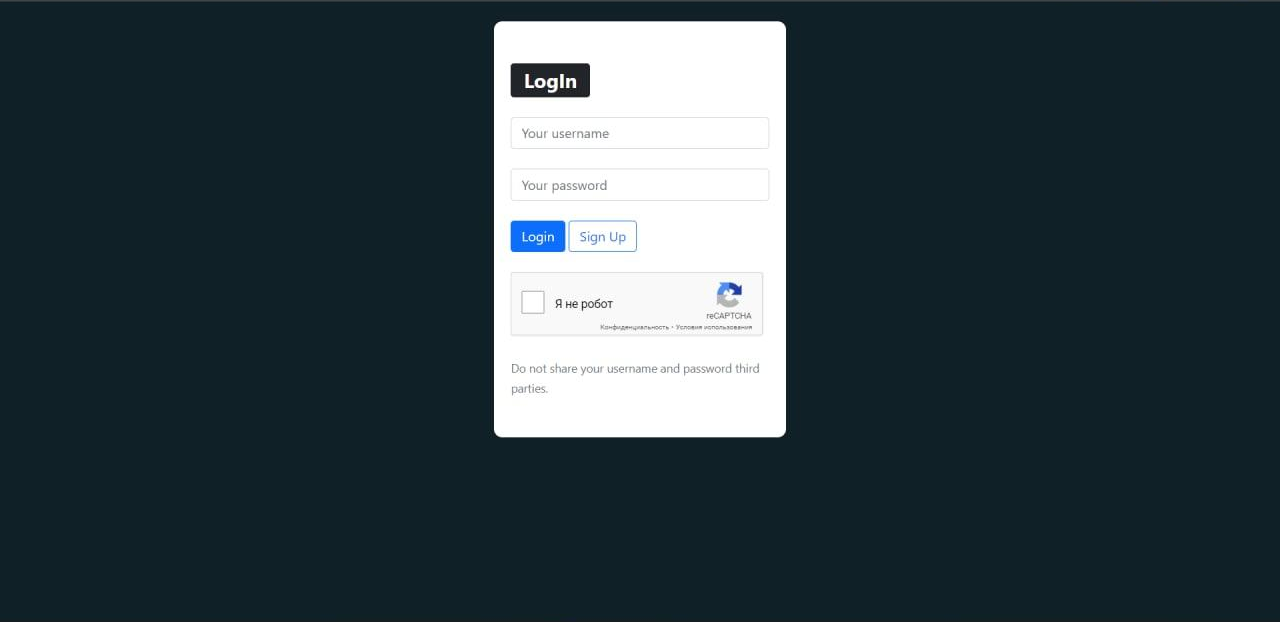 LogIn
Your username
Your password
Login Sign Up
Я не робот
reCAPTCHA
Конфиденциальность - Условия использования
Do not share your username and password third
parties.